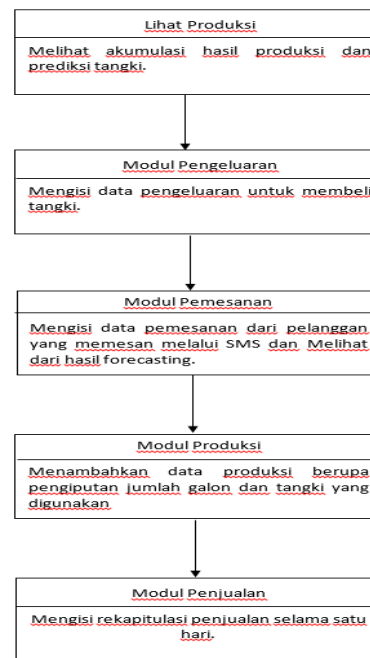 Lihat Produksi
Melihat akumulasi hasil produksi dan
prediksi tangki.
Modul Pengeluaran
Mengisi data pengeluaran untuk membeli
tangki.
Modul Pemesanan
Mengisi data pemesanan dari pelanggan
yang memesan melalui SMS dan Melihat
dari hasil forecasting.
Modul Produksi
Menambahkan data produksi berupa
pengiputan jumlah galon dan tangki yang
digunakan
Modul Penjualan
Mengisi rekapitulasi penjualan selama satu
hari.